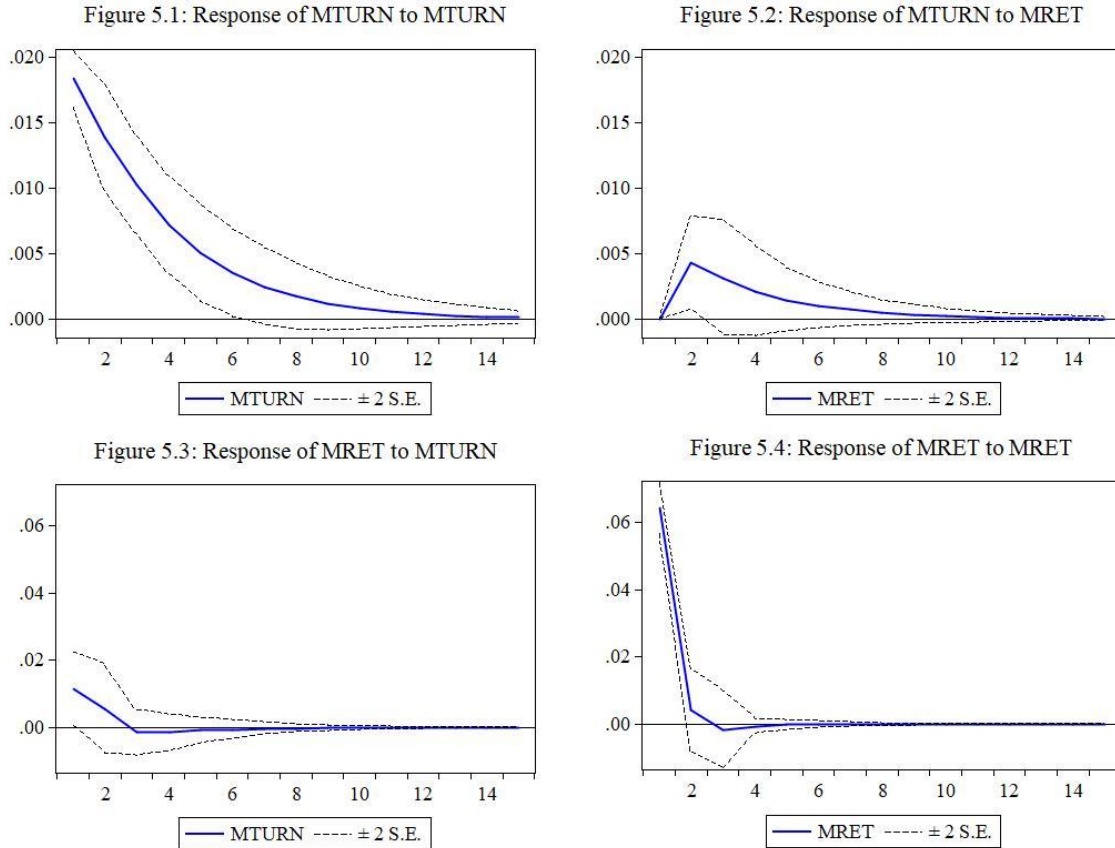 Figure 5.1: Response of MTURN to MTURN
.020
.015
.010
.005
.000
2 4 6 8 10 12 14
MTURN ± 2 S.E.
Figure 5.2: Response of MTURN to MRET
.020
.015
.010
.005
.000
2 4 6 8 10 12 14
MRET ± 2 S.E.
Figure 5.3: Response of MRET to MTURN
.06
.04
.02
.00
2 4 6 8 10 12 14
MTURN ± 2 S.E.
Figure 5.4: Response of MRET to MRET
.06
.04
.02
.00
2 4 6 8 10 12 14
MRET ± 2 S.E.